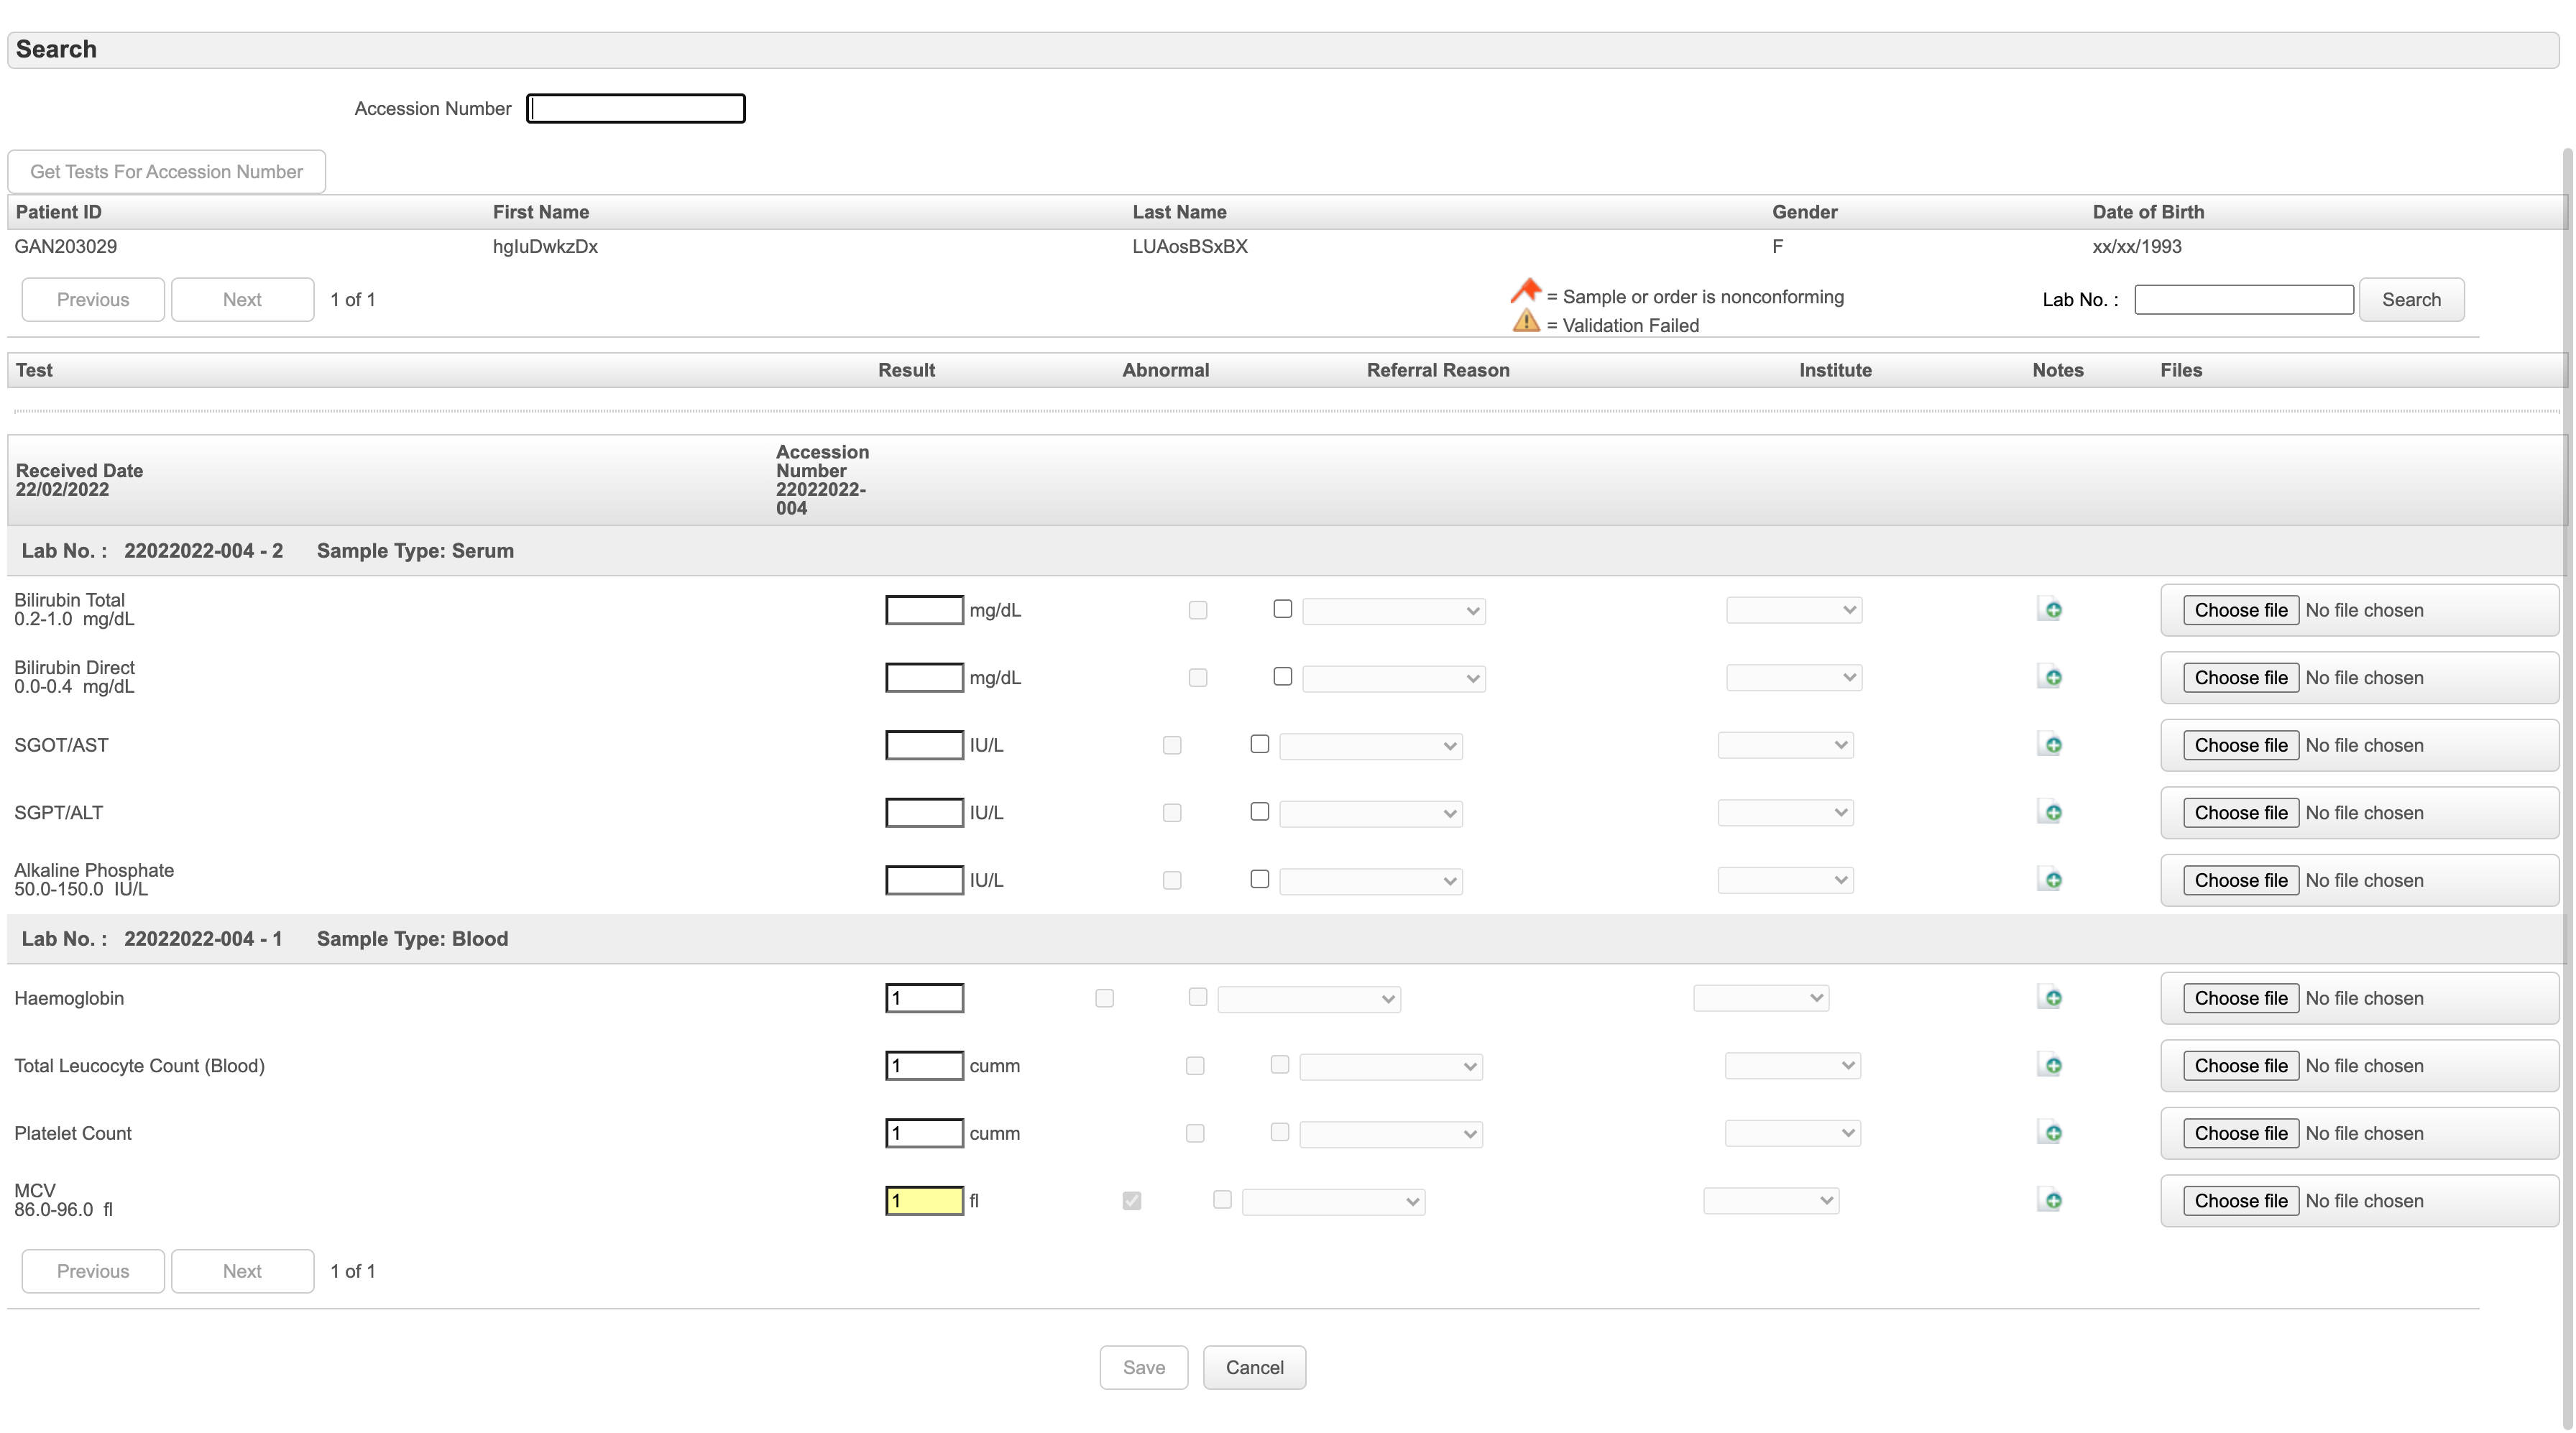 Search
Accession Number
Get Tests For Accession Number
Patient ID First Name Last Name Gender Date of Birth
GAN203029 hgIuDwkzDx LUAosBSxBX F xx/xx/1993
Previous Next 1 of 1 = Sample or order is nonconforming Lab No. : Search
= Validation Failed
Test Result Abnormal Referral Reason Institute Notes Files
Received Date
22/02/2022
Accession
Number
22022022-
004
Lab No. : 22022022-004 - 2 Sample Type: Serum
Bilirubin Total
0.2-1.0 mg/dL
mg/dL Choose file No file chosen
Bilirubin Direct
0.0-0.4 mg/dL
mg/dL Choose file No file chosen
SGOT/AST IU/L Choose file No file chosen
SGPT/ALT IU/L Choose file No file chosen
Alkaline Phosphate
50.0-150.0 IU/L
IU/L Choose file No file chosen
Lab No. : 22022022-004 - 1 Sample Type: Blood
Haemoglobin 1 Choose file No file chosen
Total Leucocyte Count (Blood) 1 cumm Choose file No file chosen
Platelet Count 1 cumm Choose file No file chosen
MCV
86.0-96.0 fl
1 fl Choose file No file chosen
Previous Next 1 of 1
Save Cancel